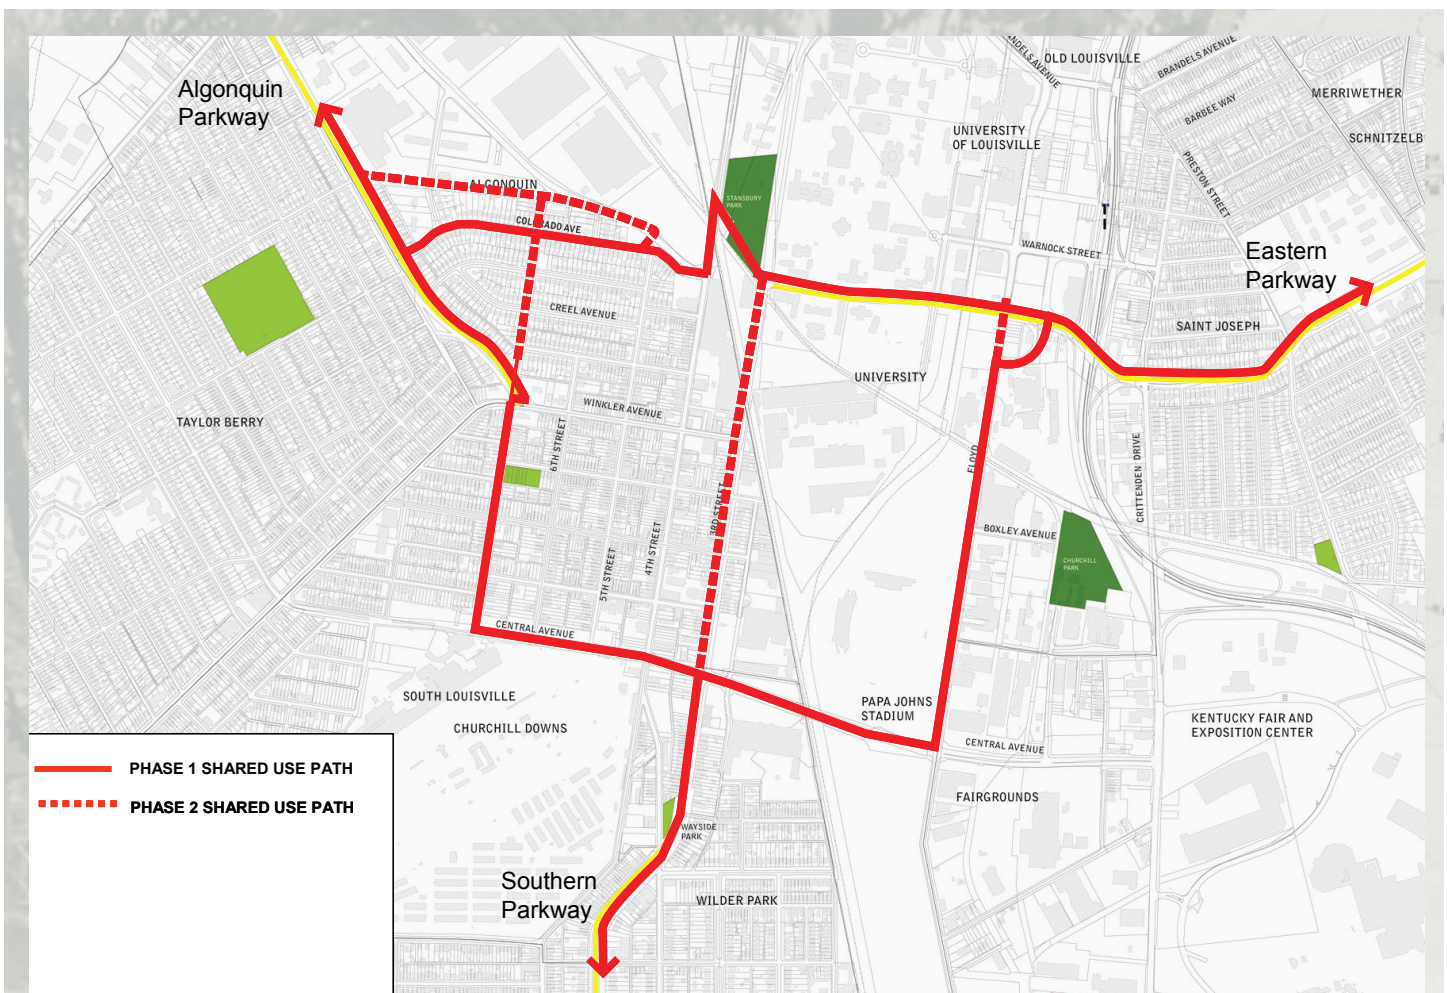 Algonquin
Parkway
OLD LOUISVILLE
BRANDELS AVENUE
MERRIWETHER
BARBEE WAY
SCHNITZELB
UNIVERSITY
OF LOUISVILLE
PRESTON STREET
ALGONQUIN
STANSBURY
PARK
COLORADO AVE
WARNOCK STREET
Eastern
Parkway
CREEL AVENUE
SAINT JOSEPH
UNIVERSITY
WINKLER AVENUE
TAYLOR BERRY
6TH STREET
FLOYD
CRITTENDEN DRIVE
3RD STREET
BOXLEY AVENUE
4TH STREET
5TH STREET
CHURCHILL
PARK
CENTRAL AVENUE
SOUTH LOUISVILLE
PAPA JOHNS
STADIUM
CHURCHILL DOWNS
KENTUCKY FAIR AND
EXPOSITION CENTER
CENTRAL AVENUE
PHASE 1 SHARED USE PATH
PHASE 2 SHARED USE PATH
FAIRGROUNDS
WAYSIDE
PARK
Southern
Parkway
WILDER PARK